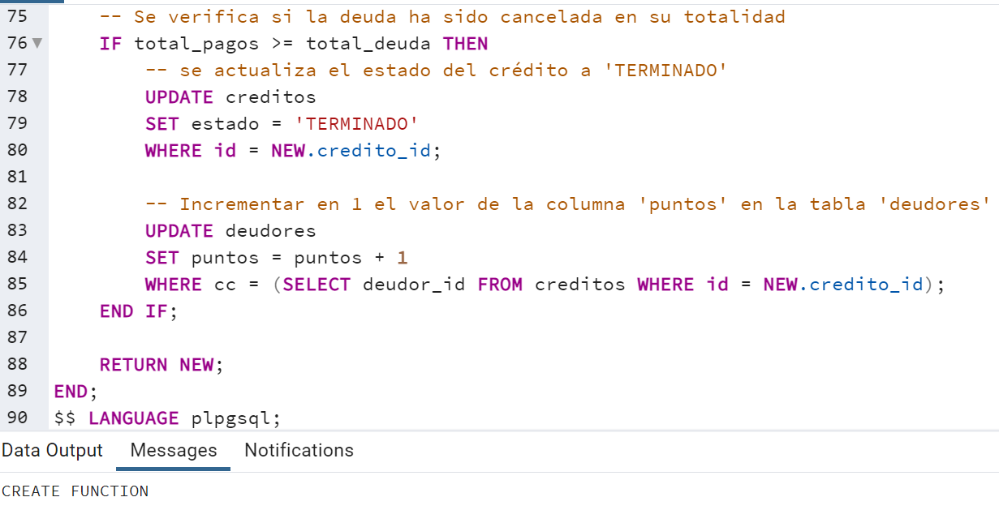 75 -- Se verifica si la deuda ha sido cancelada en su totalidad
76 IF total_pagos >= total_deuda THEN
77 -- se actualiza el estado del crédito a 'TERMINADO'
78 UPDATE creditos
79 SET estado = 'TERMINADO'
80 WHERE id = NEW.credito_id;
81
82 -- Incrementar en 1 el valor de la columna 'puntos' en la tabla 'deudores'
83 UPDATE deudores
84 SET puntos = puntos + 1
85 WHERE cc = (SELECT deudor_id FROM creditos WHERE id = NEW.credito_id);
86 END IF;
87
88 RETURN NEW;
89 END;
90 $$ LANGUAGE plpgsql;
Data Output Messages Notifications
CREATE FUNCTION